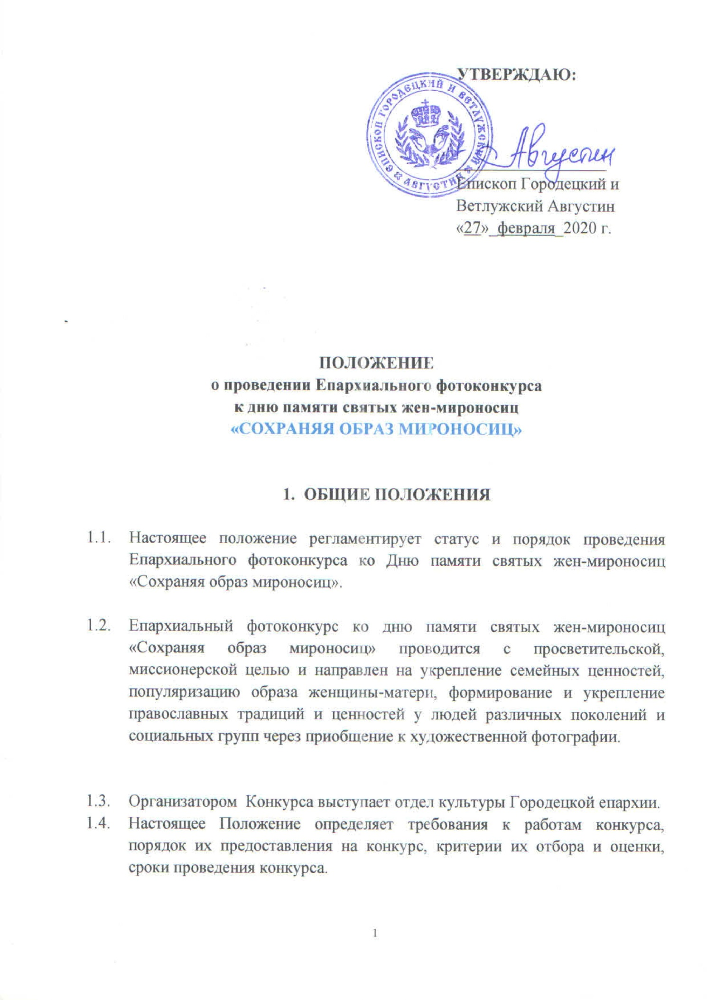 УТВЕРЖДАЮ:
ЕПИСКОП ГОРОДЕЦКИЙ И ВЕТЛУЖСКИЙ
АВГУСТИН
Августин
Епископ Городецкий и
Ветлужский Августин
«27»_февраля_2020 г.
ПОЛОЖЕНИЕ
о проведении Епархиального фотоконкурса
к дню памяти святых жен-мироносиц
«СОХРАНЯЯ ОБРАЗ МИРОНОСИЦ»
1. ОБЩИЕ ПОЛОЖЕНИЯ
1.1. Настоящее положение регламентирует статус и порядок проведения
Епархиального фотоконкурса ко Дню памяти святых жен-мироносиц
«Сохраняя образ мироносиц».
1.2. Епархиальный фотоконкурс ко дню памяти святых жен-мироносиц
«Сохраняя образ мироносиц» проводится с просветительской,
миссионерской целью и направлен на укрепление семейных ценностей,
популяризацию образа женщины-матери, формирование и укрепление
православных традиций и ценностей у людей различных поколений и
социальных групп через приобщение к художественной фотографии.
1.3. Организатором Конкурса выступает отдел культуры Городецкой епархии.
1.4. Настоящее Положение определяет требования к работам конкурса,
порядок их предоставления на конкурс, критерии их отбора и оценки,
сроки проведения конкурса.
1